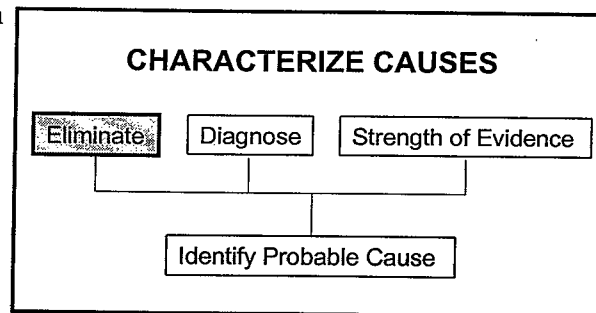 CHARACTERIZE CAUSES
Eliminate Diagnose Strength of Evidence
Identify Probable Cause